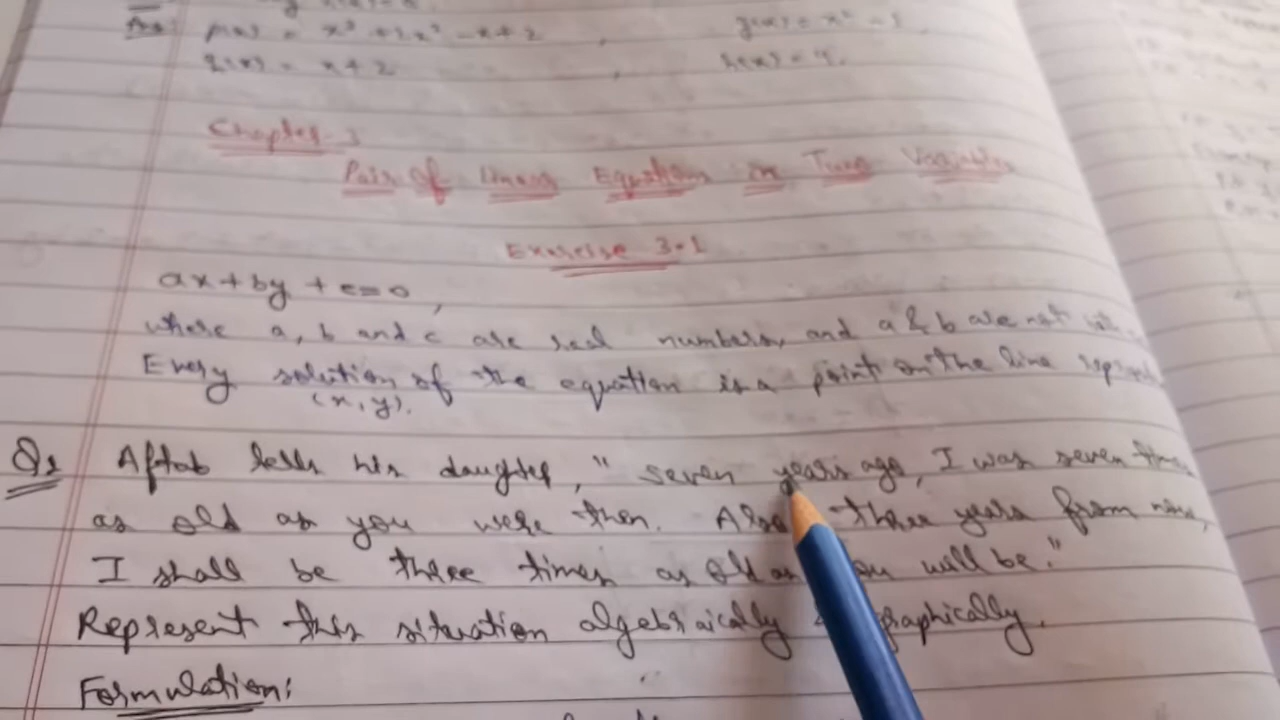 Ans: p(x) = x³ + 2x² - x + 2 , g(x) = x² - 1,
q(x) = x + 2 , r(x) = 4.
Chapter-3
Pair of Linear Equations in Two Variables
Exercise 3.1
ax + by + c = 0,
where a, b and c are real numbers, and a & b are not
Every solution of the equation is a point on the line
(x, y).
Q1 Aftab tells his daughter, "seven years ago, I was seven times
as old as you were then. Also three years from now,
I shall be three times as old as you will be."
Represent this situation algebraically & graphically.
Formulation: